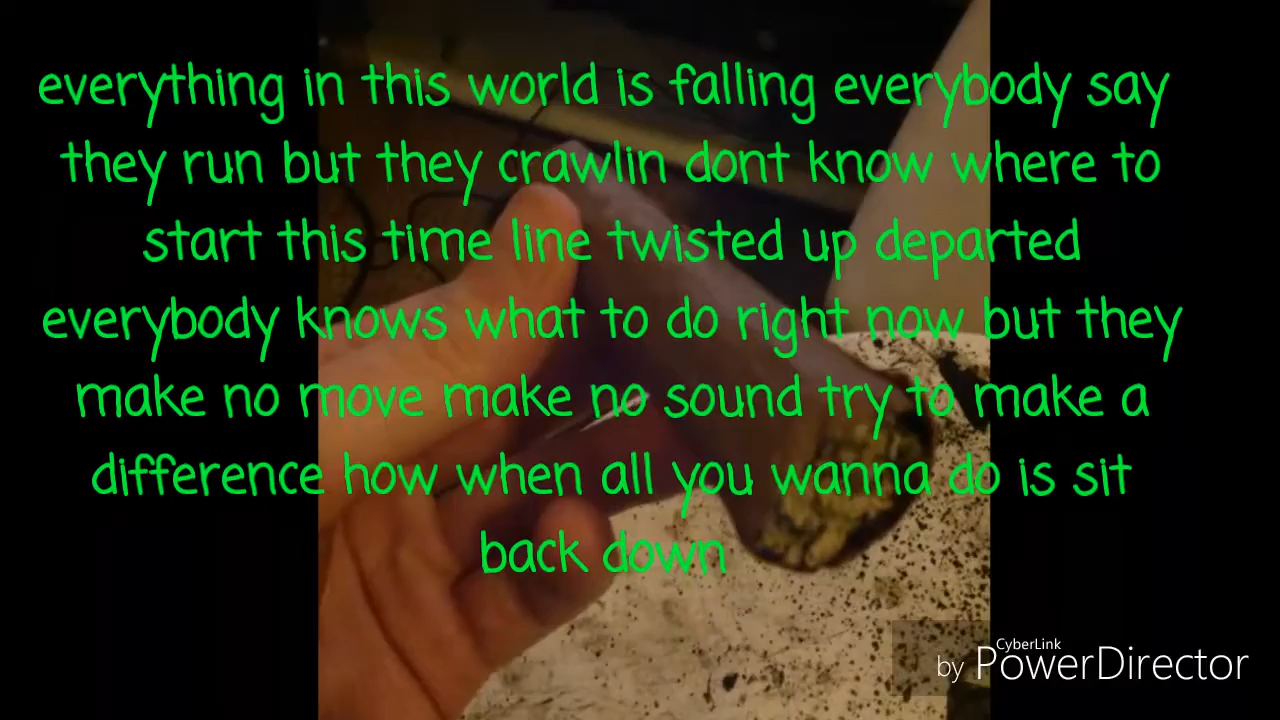 everything in this world is falling everybody say
they run but they crawlin dont know where to
start this time line twisted up departed
everybody knows what to do right now but they
make no move make no sound try to make a
difference how when all you wanna do is sit
back down
CyberLink
by PowerDirector